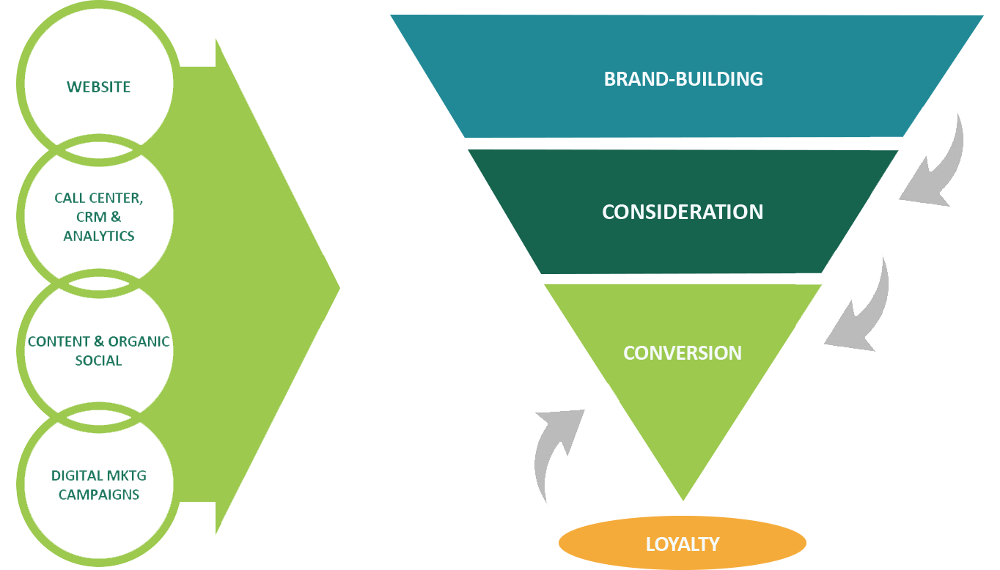 WEBSITE
CALL CENTER,
CRM &
ANALYTICS
CONTENT & ORGANIC
SOCIAL
DIGITAL MKTG
CAMPAIGNS
BRAND-BUILDING
CONSIDERATION
CONVERSION
LOYALTY